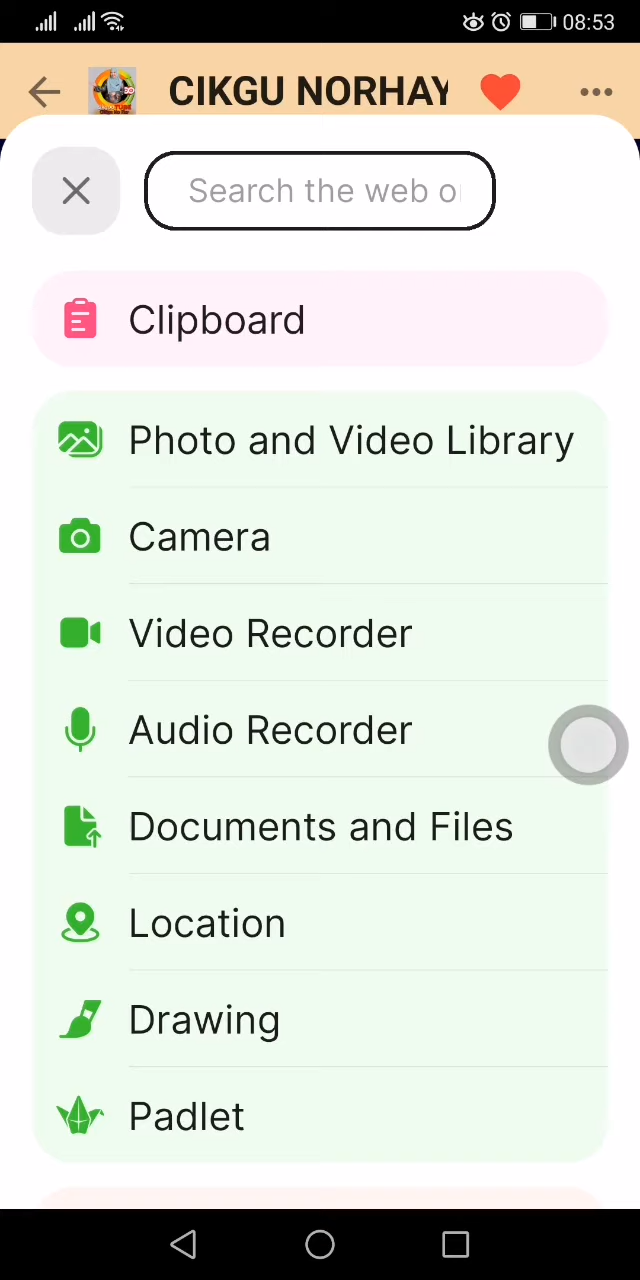 08:53
CIKGU NORHAY
Search the web o
Clipboard
Photo and Video Library
Camera
Video Recorder
Audio Recorder
Documents and Files
Location
Drawing
Padlet